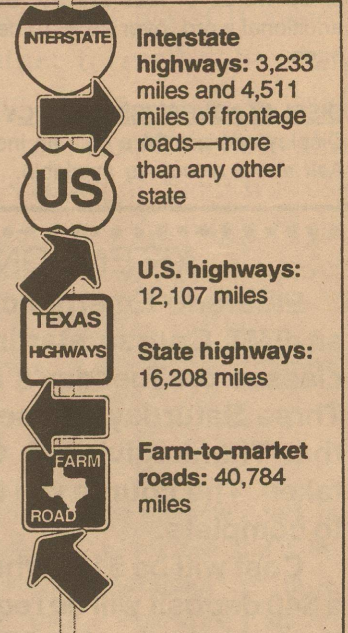 INTERSTATE
Interstate
highways: 3,233
miles and 4,511
miles of frontage
roads—more
than any other
state
US
U.S. highways:
12,107 miles
TEXAS
HIGHWAYS
State highways:
16,208 miles
FARM
ROAD
Farm-to-market
roads: 40,784
miles